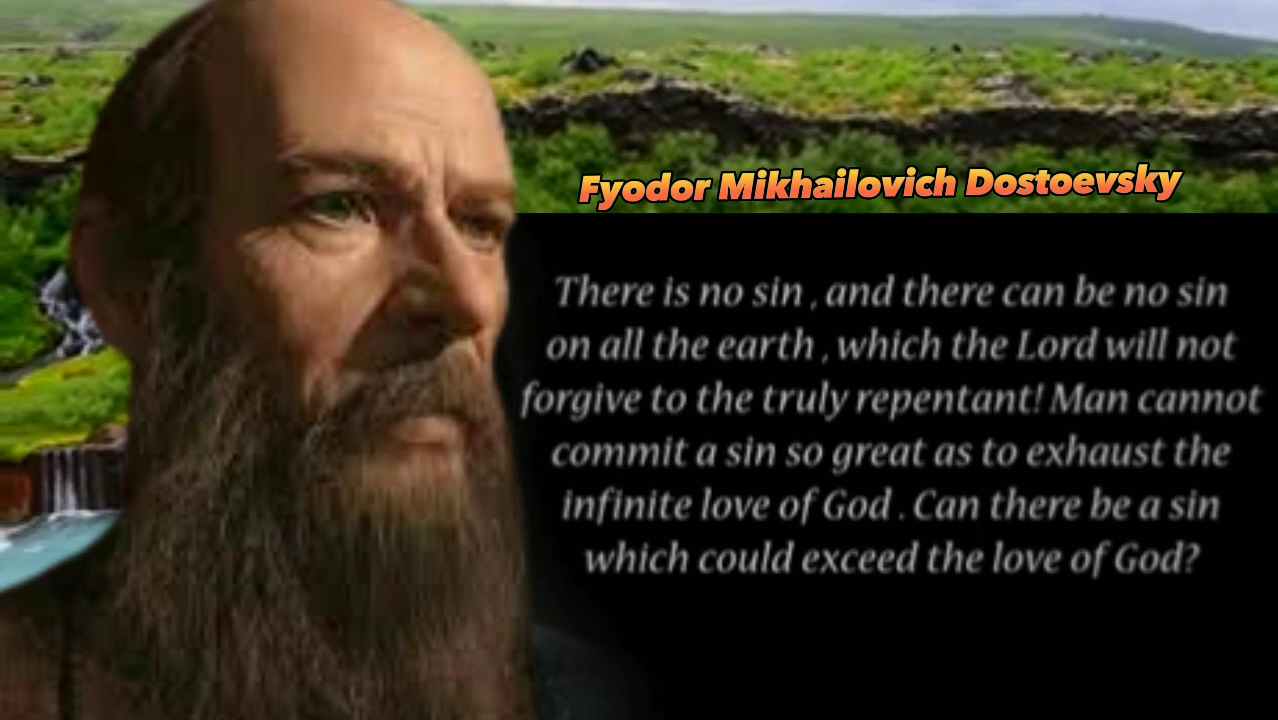 Fyodor Mikhailovich Dostoevsky
There is no sin , and there can be no sin
on all the earth , which the Lord will not
forgive to the truly repentant! Man cannot
commit a sin so great as to exhaust the
infinite love of God . Can there be a sin
which could exceed the love of God?